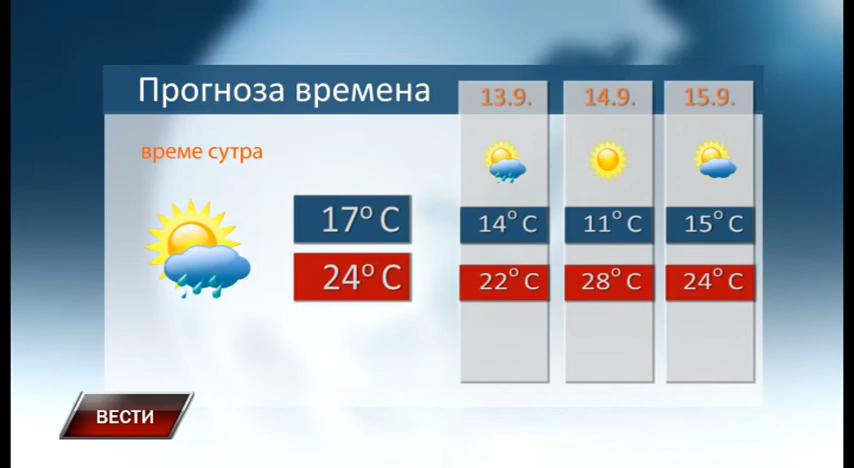 Прогноза времена
време сутра
17° C
24° C
13.9.
14° C
22° C
14.9.
11° C
28° C
15.9.
15° C
24° C
ВЕСТИ